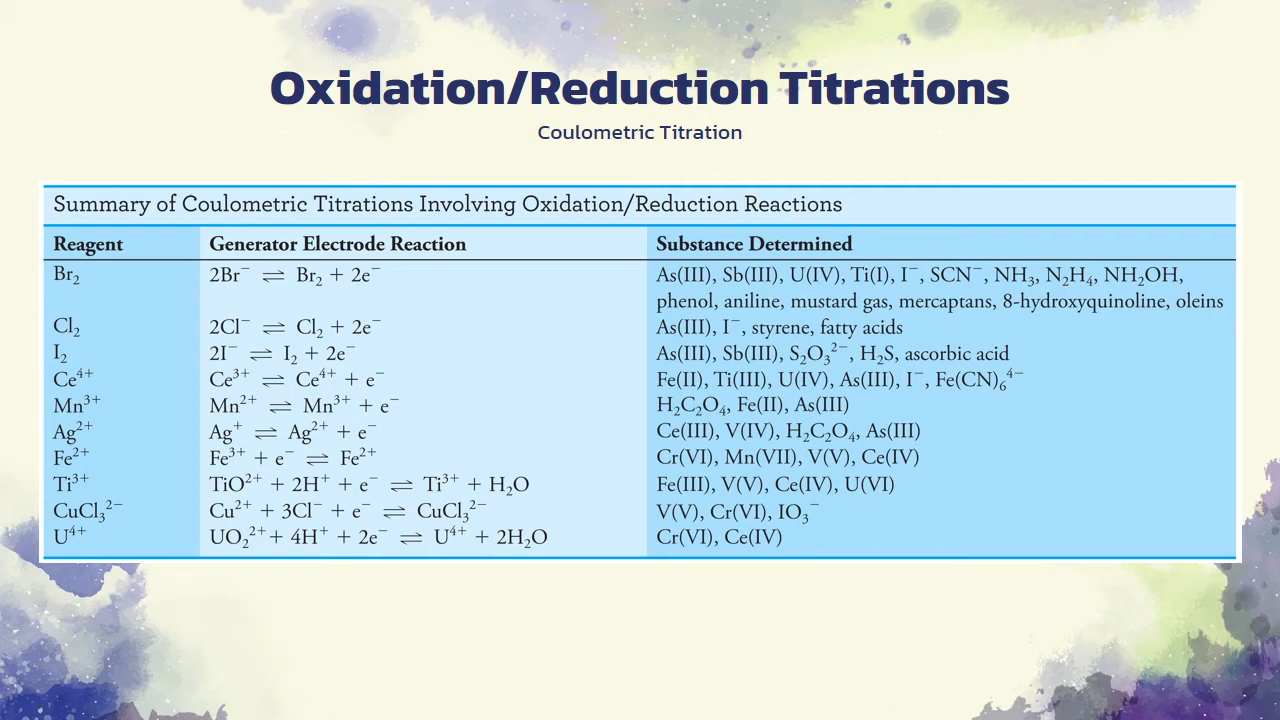 Oxidation/Reduction Titrations
Coulometric Titration
Summary of Coulometric Titrations Involving Oxidation/Reduction Reactions
Reagent Generator Electrode Reaction Substance Determined
Br₂ 2Br⁻ ⇌ Br₂ + 2e⁻ As(III), Sb(III), U(IV), Ti(I), I⁻, SCN⁻, NH₃, N₂H₄, NH₂OH,
phenol, aniline, mustard gas, mercaptans, 8-hydroxyquinoline, oleins
Cl₂ 2Cl⁻ ⇌ Cl₂ + 2e⁻ As(III), I⁻, styrene, fatty acids
I₂ 2I⁻ ⇌ I₂ + 2e⁻ As(III), Sb(III), S₂O₃²⁻, H₂S, ascorbic acid
Ce⁴⁺ Ce³⁺ ⇌ Ce⁴⁺ + e⁻ Fe(II), Ti(III), U(IV), As(III), I⁻, Fe(CN)₆⁴⁻
Mn³⁺ Mn²⁺ ⇌ Mn³⁺ + e⁻ H₂C₂O₄, Fe(II), As(III)
Ag²⁺ Ag⁺ ⇌ Ag²⁺ + e⁻ Ce(III), V(IV), H₂C₂O₄, As(III)
Fe²⁺ Fe³⁺ + e⁻ ⇌ Fe²⁺ Cr(VI), Mn(VII), V(V), Ce(IV)
Ti³⁺ TiO²⁺ + 2H⁺ + e⁻ ⇌ Ti³⁺ + H₂O Fe(III), V(V), Ce(IV), U(VI)
CuCl₃²⁻ Cu²⁺ + 3Cl⁻ + e⁻ ⇌ CuCl₃²⁻ V(V), Cr(VI), IO₃⁻
U⁴⁺ UO₂²⁺ + 4H⁺ + 2e⁻ ⇌ U⁴⁺ + 2H₂O Cr(VI), Ce(IV)